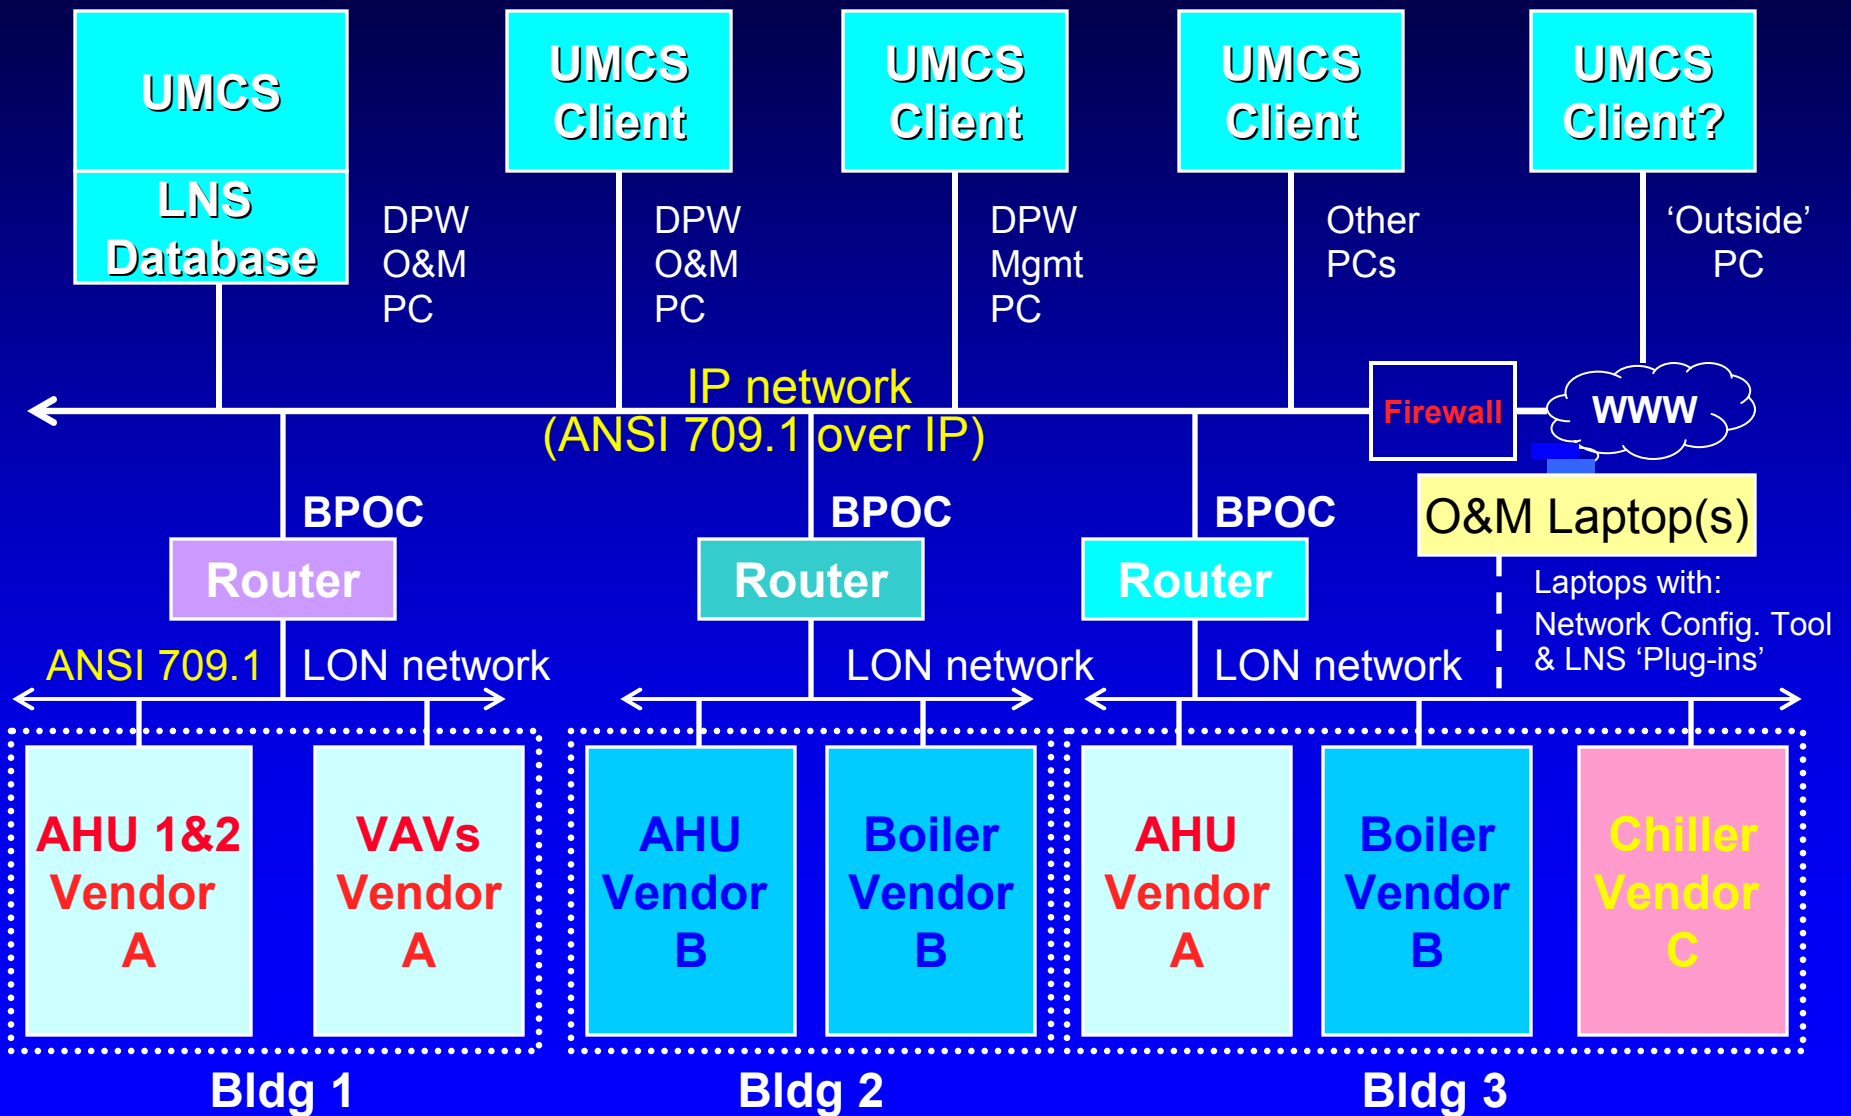 UMCS
LNS
Database
UMCS
Client
UMCS
Client
UMCS
Client
UMCS
Client?
DPW
O&M
PC
DPW
O&M
PC
DPW
Mgmt
PC
Other
PCs
‘Outside’
PC
IP network
(ANSI 709.1 over IP)
Firewall
WWW
BPOC
BPOC
BPOC
O&M Laptop(s)
Router
Router
Router
Laptops with:
Network Config. Tool
& LNS ‘Plug-ins’
ANSI 709.1
LON network
LON network
LON network
AHU 1&2
Vendor
A
VAVs
Vendor
A
AHU
Vendor
B
Boiler
Vendor
B
AHU
Vendor
A
Boiler
Vendor
B
Chiller
Vendor
C
Bldg 1
Bldg 2
Bldg 3